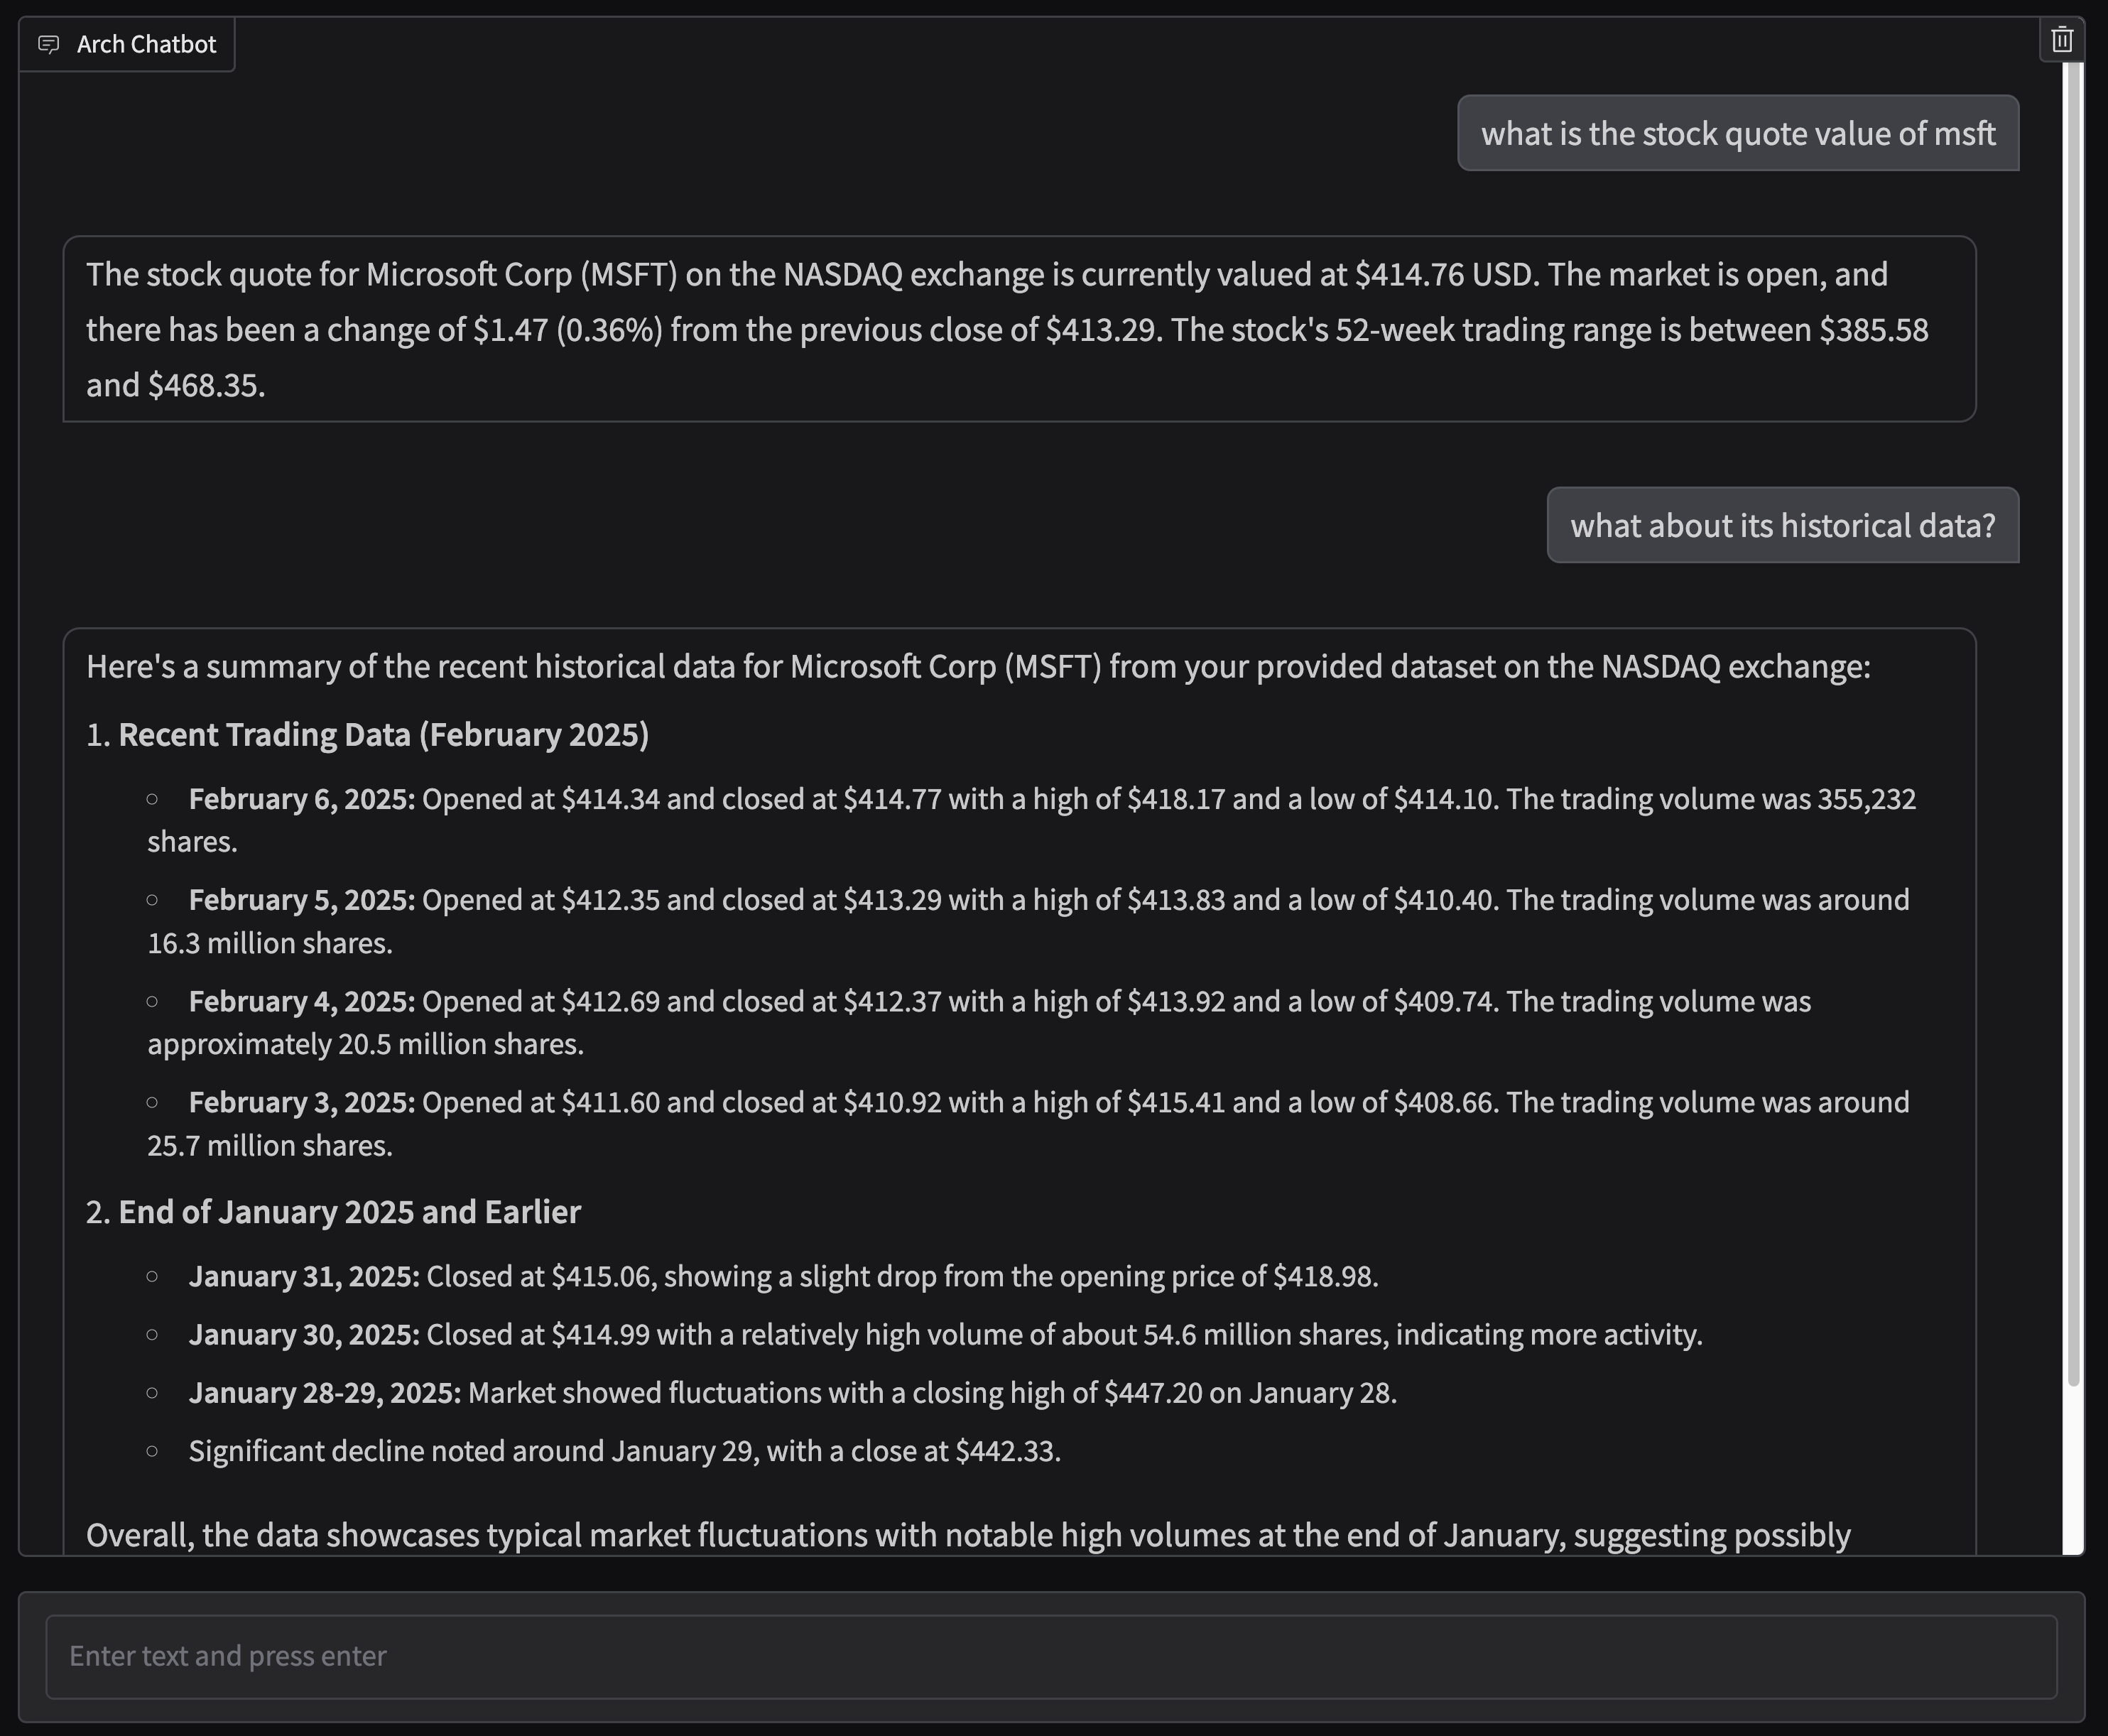 Arch Chatbot
what is the stock quote value of msft
The stock quote for Microsoft Corp (MSFT) on the NASDAQ exchange is currently valued at $414.76 USD. The market is open, and
there has been a change of $1.47 (0.36%) from the previous close of $413.29. The stock's 52-week trading range is between $385.58
and $468.35.
what about its historical data?
Here's a summary of the recent historical data for Microsoft Corp (MSFT) from your provided dataset on the NASDAQ exchange:
1. Recent Trading Data (February 2025)
○ February 6, 2025: Opened at $414.34 and closed at $414.77 with a high of $418.17 and a low of $414.10. The trading volume was 355,232
shares.
○ February 5, 2025: Opened at $412.35 and closed at $413.29 with a high of $413.83 and a low of $410.40. The trading volume was around
16.3 million shares.
○ February 4, 2025: Opened at $412.69 and closed at $412.37 with a high of $413.92 and a low of $409.74. The trading volume was
approximately 20.5 million shares.
○ February 3, 2025: Opened at $411.60 and closed at $410.92 with a high of $415.41 and a low of $408.66. The trading volume was around
25.7 million shares.
2. End of January 2025 and Earlier
○ January 31, 2025: Closed at $415.06, showing a slight drop from the opening price of $418.98.
○ January 30, 2025: Closed at $414.99 with a relatively high volume of about 54.6 million shares, indicating more activity.
○ January 28-29, 2025: Market showed fluctuations with a closing high of $447.20 on January 28.
○ Significant decline noted around January 29, with a close at $442.33.
Overall, the data showcases typical market fluctuations with notable high volumes at the end of January, suggesting possibly
Enter text and press enter